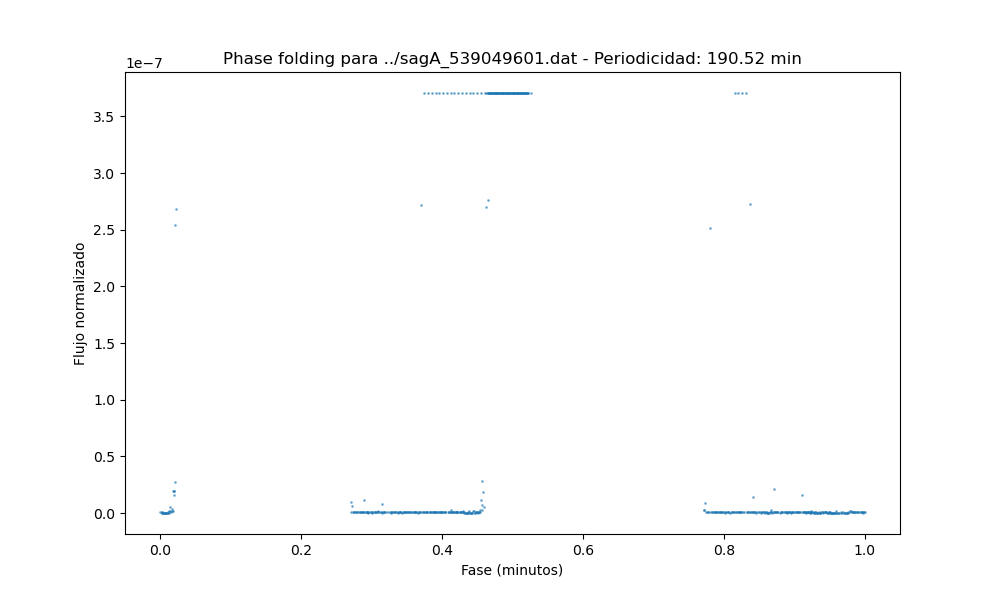 Phase folding para ../sagA_539049601.dat - Periodicidad: 190.52 min
1e−7
3.5
3.0
2.5
2.0
1.5
1.0
0.5
0.0
Flujo normalizado
0.0 0.2 0.4 0.6 0.8 1.0
Fase (minutos)